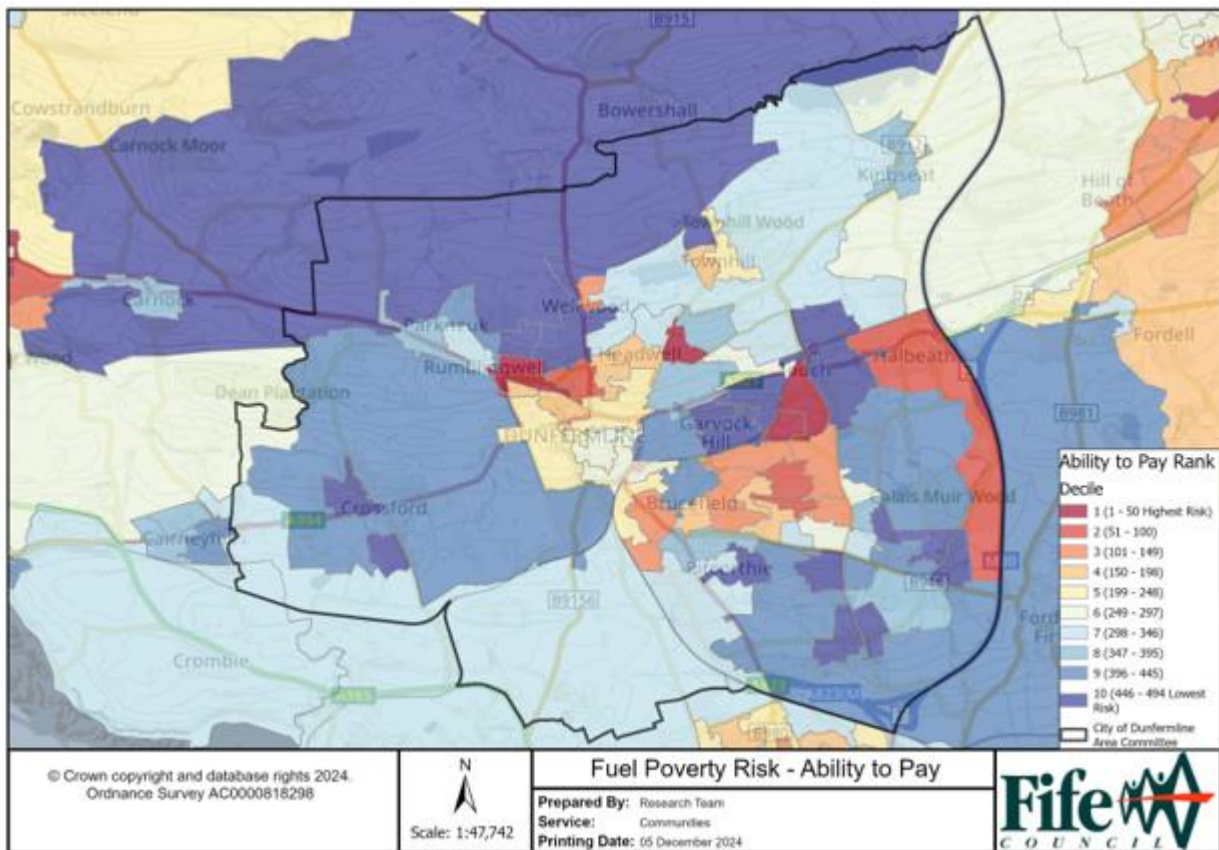 B915
Cowstrandburn
Carnock Moor
Bowershall
Kingseat
Hill of
Beath
Townhill Wood
Townhill
Carnock
Wellwood
Parkneuk
Headwell
Rumblingwell
Halbeath
Fordell
Dean Plantation
Garvock
Hill
DUNFERMLINE
B981
Crossford
Brucefield
Calais Muir Wood
Cairneyhill
Pitcorthie
B9156
Crombie
A985
Ability to Pay Rank
Decile
1 (1 - 50 Highest Risk)
2 (51 - 100)
3 (101 - 149)
4 (150 - 198)
5 (199 - 248)
6 (249 - 297)
7 (298 - 346)
8 (347 - 395)
9 (396 - 445)
10 (446 - 494 Lowest
Risk)
City of Dunfermline
Area Committee
© Crown copyright and database rights 2024.
Ordnance Survey AC0000818298
N
Scale: 1:47,742
Fuel Poverty Risk - Ability to Pay
Prepared By: Research Team
Service: Communities
Printing Date: 05 December 2024
Fife
COUNCIL